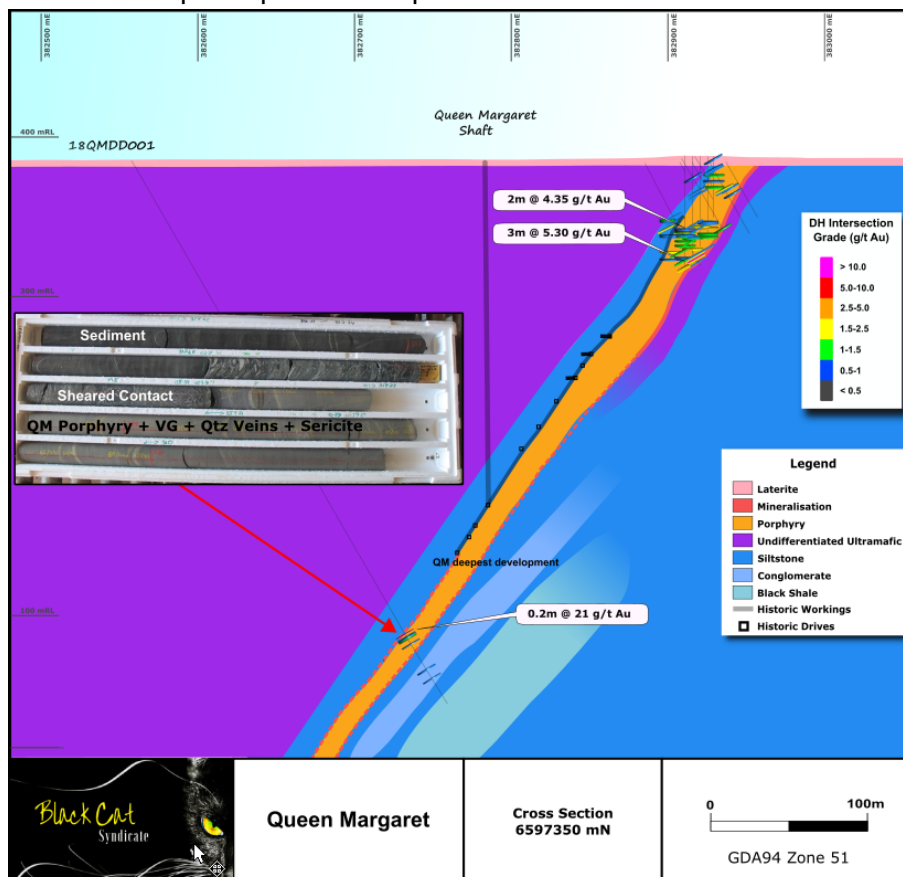 382500 mE
382600 mE
382700 mE
382800 mE
382900 mE
383000 mE
Queen Margaret
Shaft
400 mRL
18QMDD001
2m @ 4.35 g/t Au
3m @ 5.30 g/t Au
DH Intersection
Grade (g/t Au)
> 10.0
5.0-10.0
2.5-5.0
1.5-2.5
1-1.5
0.5-1
< 0.5
300 mRL
Sediment
Sheared Contact
QM Porphyry + VG + Qtz Veins + Sericite
Legend
Laterite
Mineralisation
Porphyry
Undifferentiated Ultramafic
Siltstone
Conglomerate
Black Shale
Historic Workings
Historic Drives
QM deepest development
100 mRL
0.2m @ 21 g/t Au
Black Cat
Syndicate
Queen Margaret
Cross Section
6597350 mN
0 100m
GDA94 Zone 51